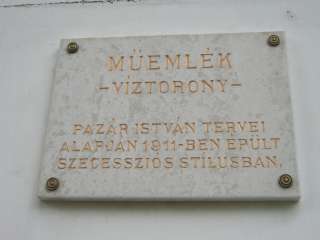 MŰEMLÉK
-VÍZTORONY-
PAZÁR ISTVÁN TERVEI
ALAPJÁN 1911-BEN ÉPÜLT
SZECESSZIÓS STÍLUSBAN.